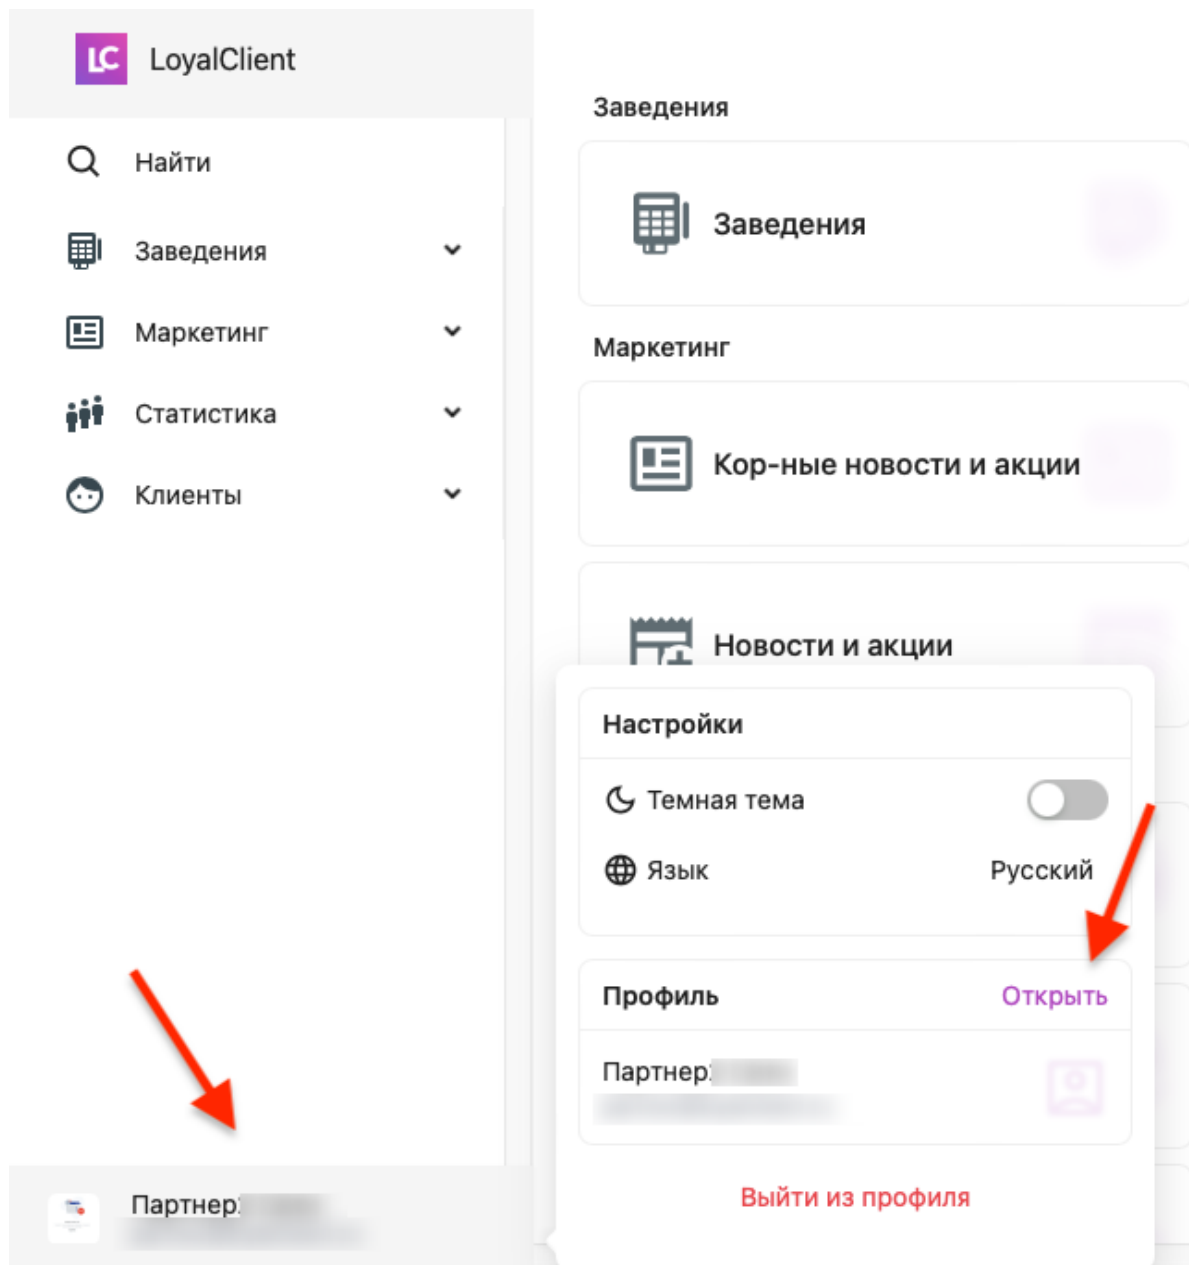 LC LoyalClient
Найти
Заведения
Маркетинг
Статистика
Клиенты
Партнер
Заведения
Заведения
Маркетинг
Кор-ные новости и акции
Новости и акции
Настройки
Темная тема
Язык Русский
Профиль Открыть
Партнер
Выйти из профиля